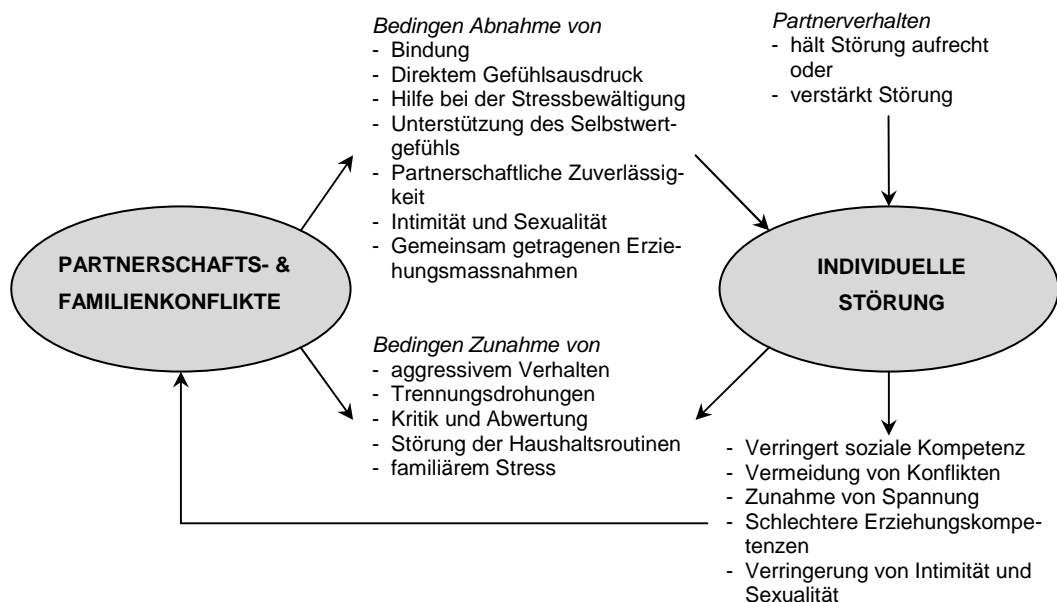 Bedingen Abnahme von
- Bindung
- Direktem Gefühlsausdruck
- Hilfe bei der Stressbewältigung
- Unterstützung des Selbstwert-
gefühls
- Partnerschaftliche Zuverlässig-
keit
- Intimität und Sexualität
- Gemeinsam getragenen Erzie-
hungsmassnahmen
Partnerverhalten
- hält Störung aufrecht
oder
- verstärkt Störung
PARTNERSCHAFTS- &
FAMILIENKONFLIKTE
INDIVIDUELLE
STÖRUNG
Bedingen Zunahme von
- aggressivem Verhalten
- Trennungsdrohungen
- Kritik und Abwertung
- Störung der Haushaltsroutinen
- familiärem Stress
- Verringert soziale Kompetenz
- Vermeidung von Konflikten
- Zunahme von Spannung
- Schlechtere Erziehungskompe-
tenzen
- Verringerung von Intimität und
Sexualität